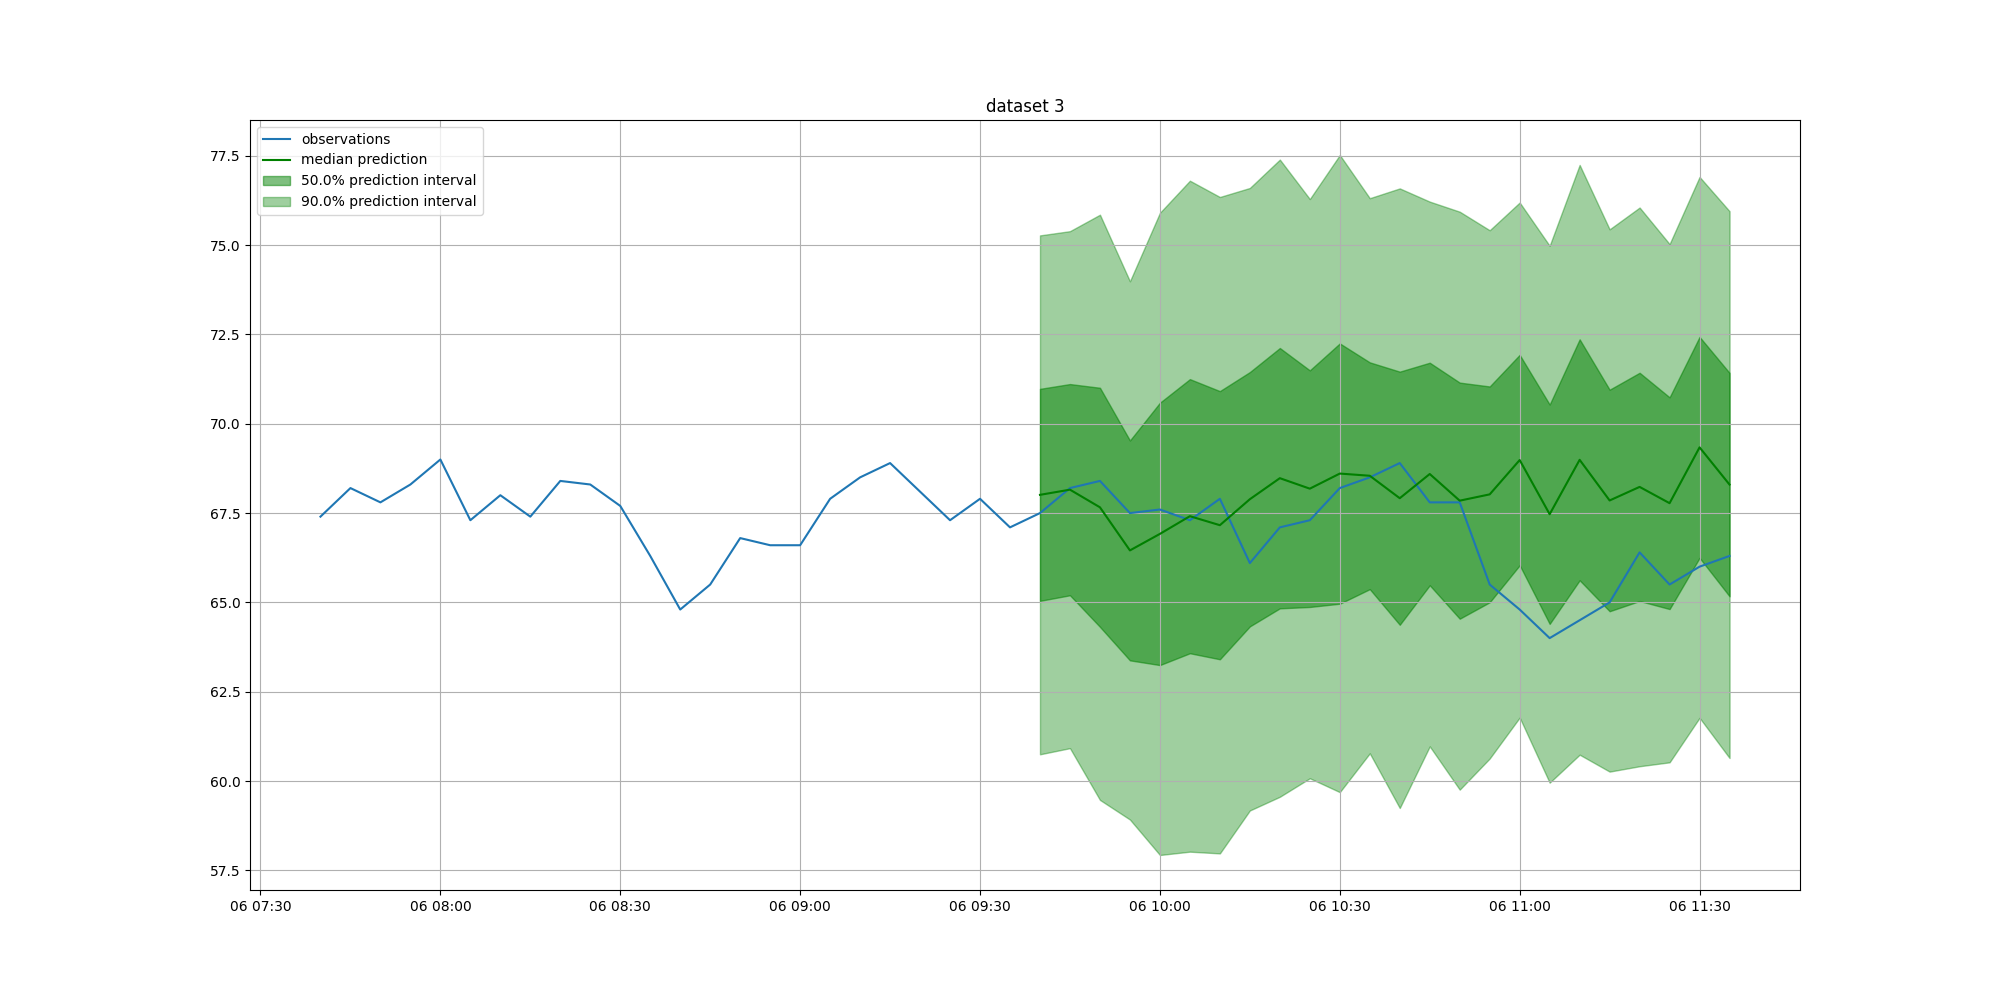 dataset 3
observations
median prediction
50.0% prediction interval
90.0% prediction interval
77.5
75.0
72.5
70.0
67.5
65.0
62.5
60.0
57.5
06 07:30 06 08:00 06 08:30 06 09:00 06 09:30 06 10:00 06 10:30 06 11:00 06 11:30